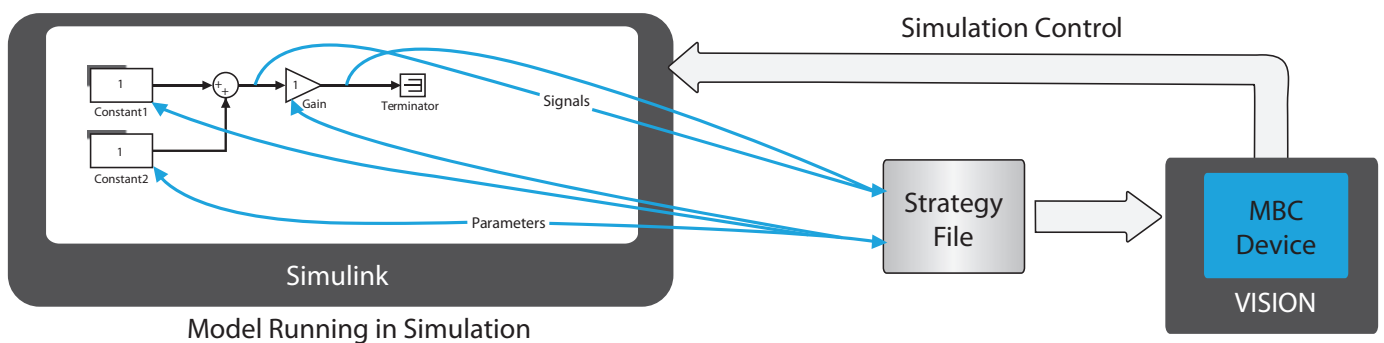 Simulation Control
1
Constant1
+
+
1
Gain
Terminator
Signals
1
Constant2
Parameters
Strategy
File
MBC
Device
Simulink
VISION
Model Running in Simulation